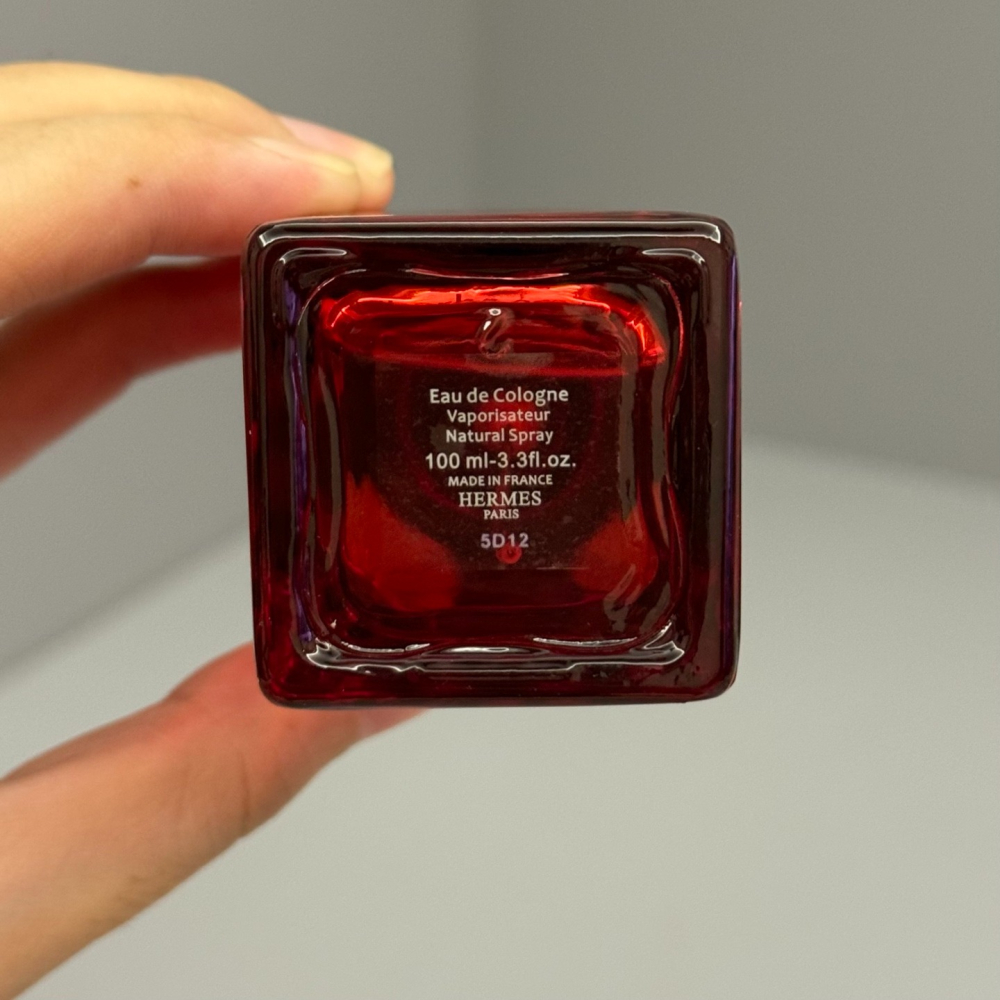 Eau de Cologne
Vaporisateur
Natural Spray
100 ml-3.3fl.oz.
MADE IN FRANCE
HERMES
PARIS
5D12